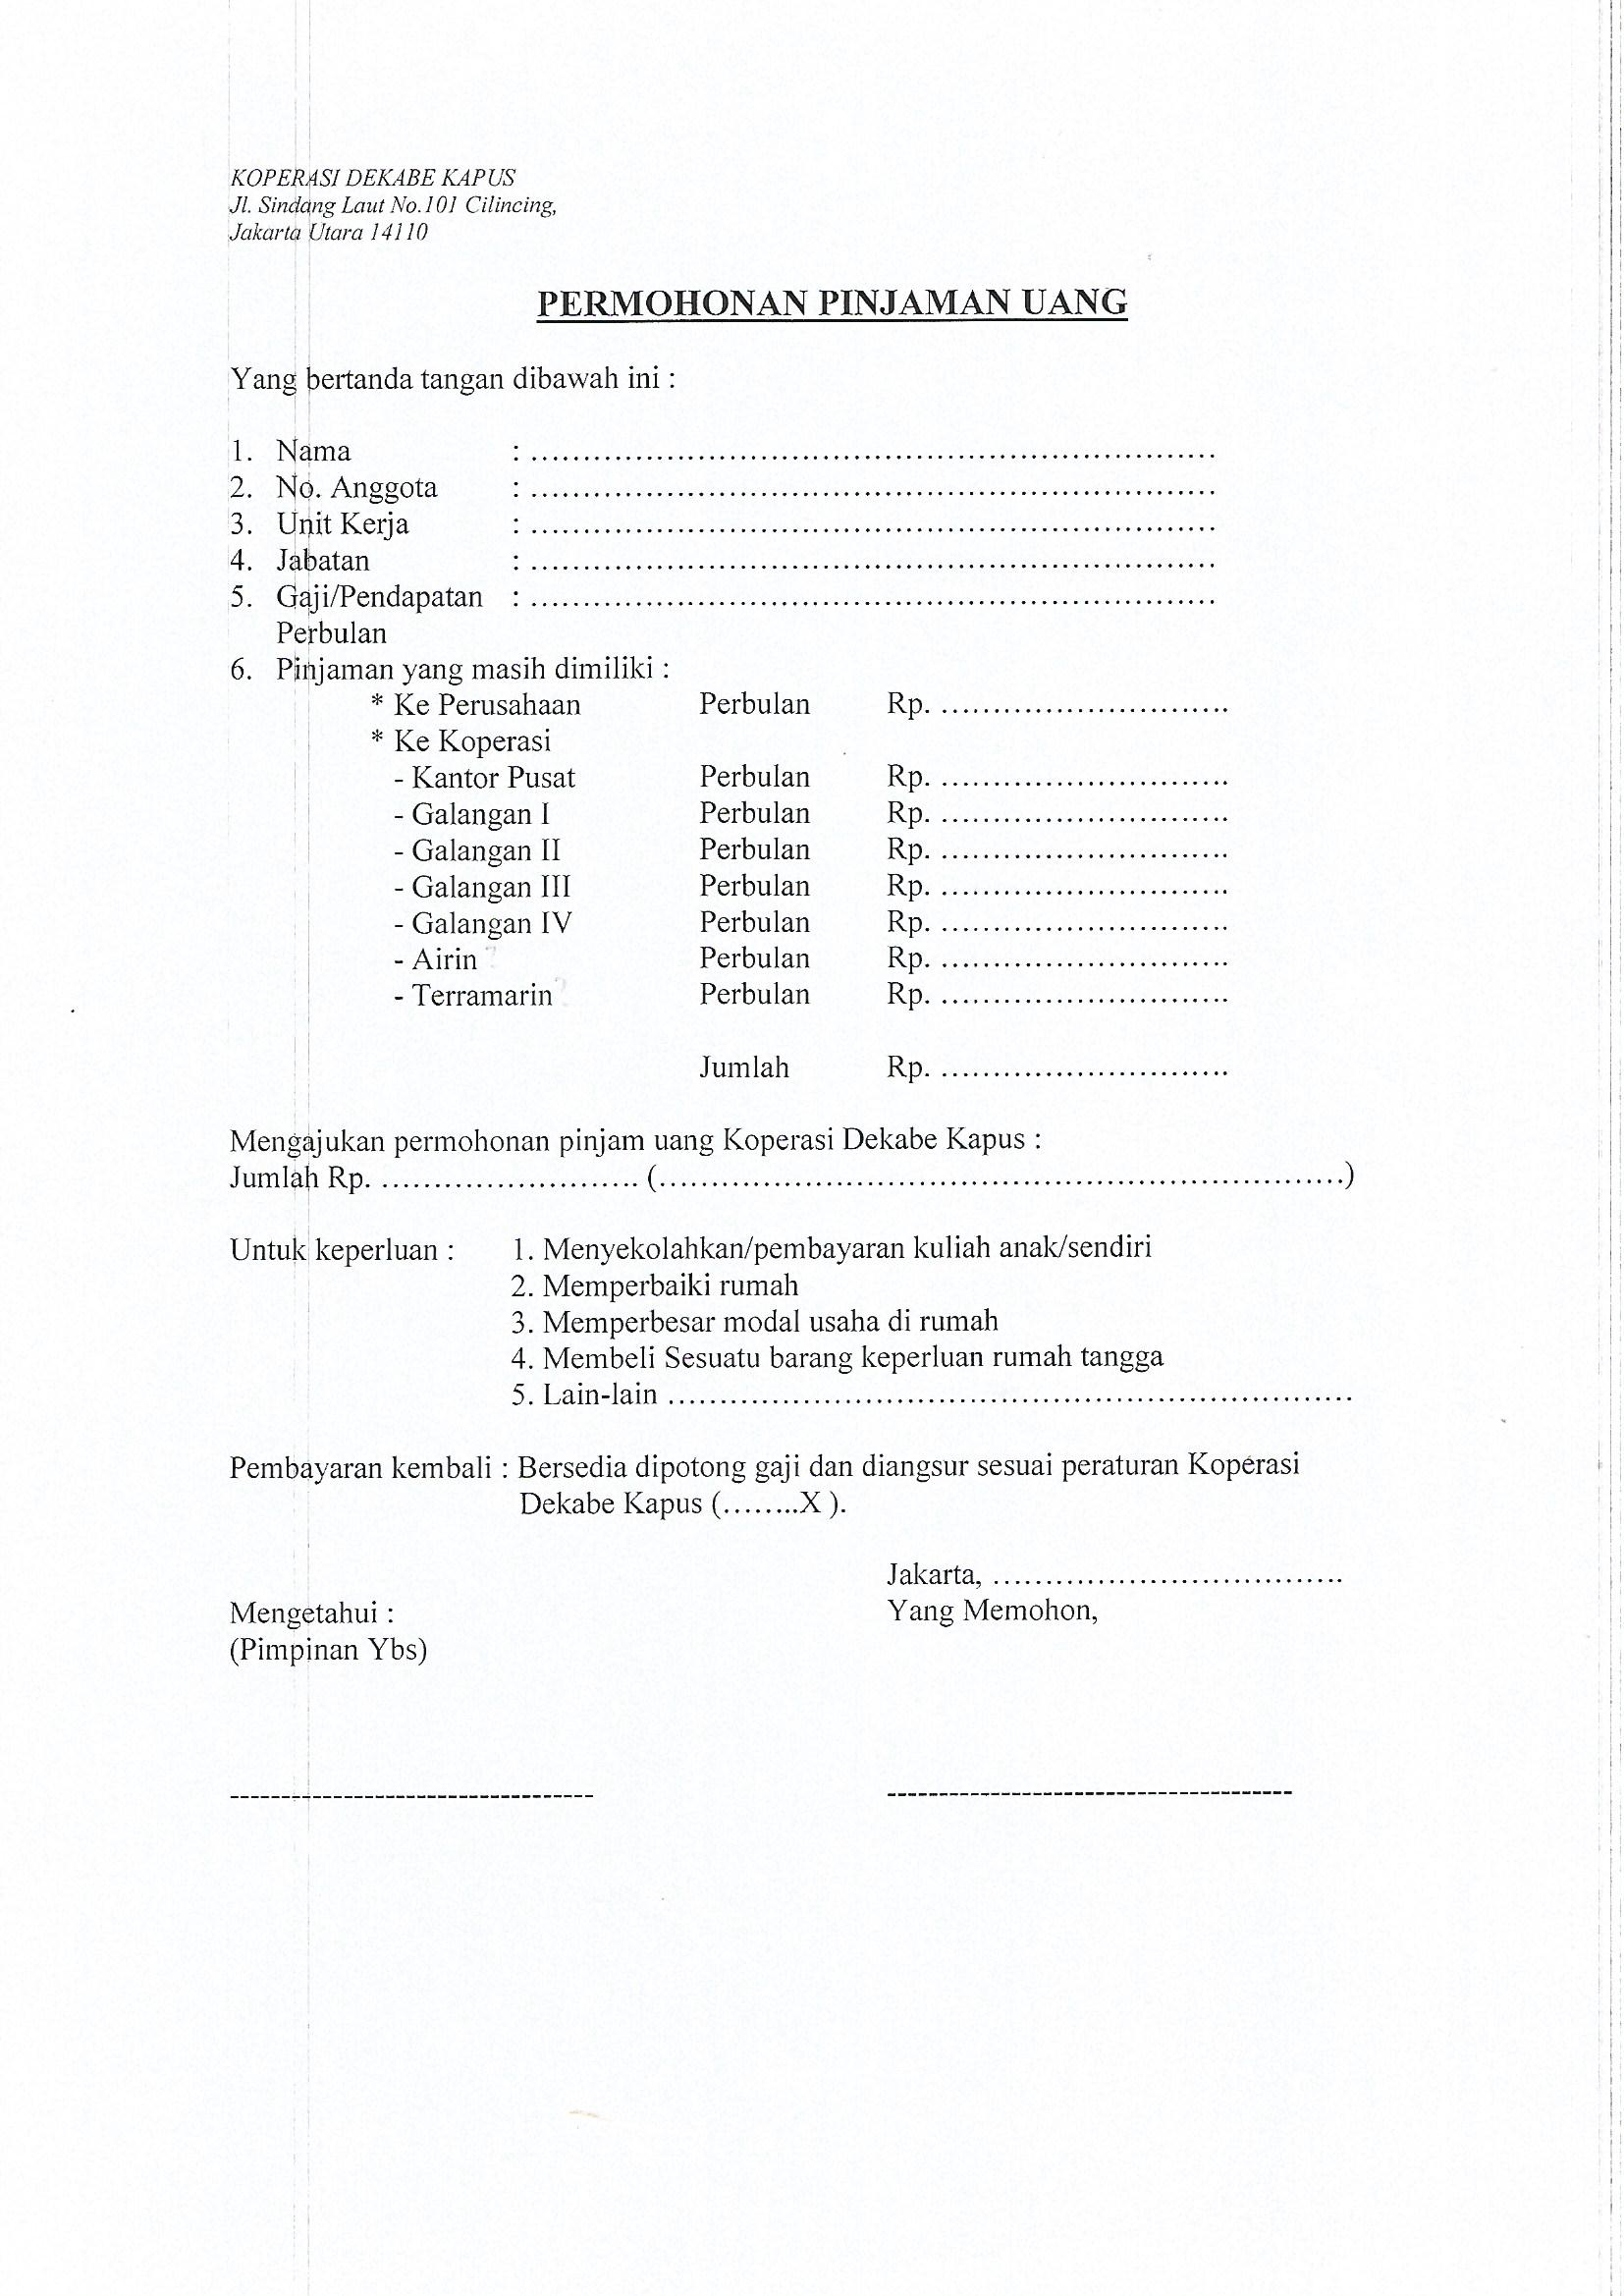 KOPERASI DEKABE KAPUS
Jl. Sindang Laut No.101 Cilincing,
Jakarta Utara 14110
PERMOHONAN PINJAMAN UANG
Yang bertanda tangan dibawah ini :
1. Nama : ....................................................................
2. No. Anggota : ....................................................................
3. Unit Kerja : ....................................................................
4. Jabatan : ....................................................................
5. Gaji/Pendapatan : ....................................................................
Perbulan
6. Pinjaman yang masih dimiliki :
* Ke Perusahaan Perbulan Rp. ............................
* Ke Koperasi
- Kantor Pusat Perbulan Rp. ............................
- Galangan I Perbulan Rp. ............................
- Galangan II Perbulan Rp. ............................
- Galangan III Perbulan Rp. ............................
- Galangan IV Perbulan Rp. ............................
- Airin Perbulan Rp. ............................
- Terramarin Perbulan Rp. ............................
Jumlah Rp. ............................
Mengajukan permohonan pinjam uang Koperasi Dekabe Kapus :
Jumlah Rp. ......................... (...................................................................)
Untuk keperluan : 1. Menyekolahkan/pembayaran kuliah anak/sendiri
2. Memperbaiki rumah
3. Memperbesar modal usaha di rumah
4. Membeli Sesuatu barang keperluan rumah tangga
5. Lain-lain ...................................................................
Pembayaran kembali : Bersedia dipotong gaji dan diangsur sesuai peraturan Koperasi
Dekabe Kapus (........X ).
Jakarta, ..................................
Mengetahui : Yang Memohon,
(Pimpinan Ybs)
----------------------------------- ---------------------------------------